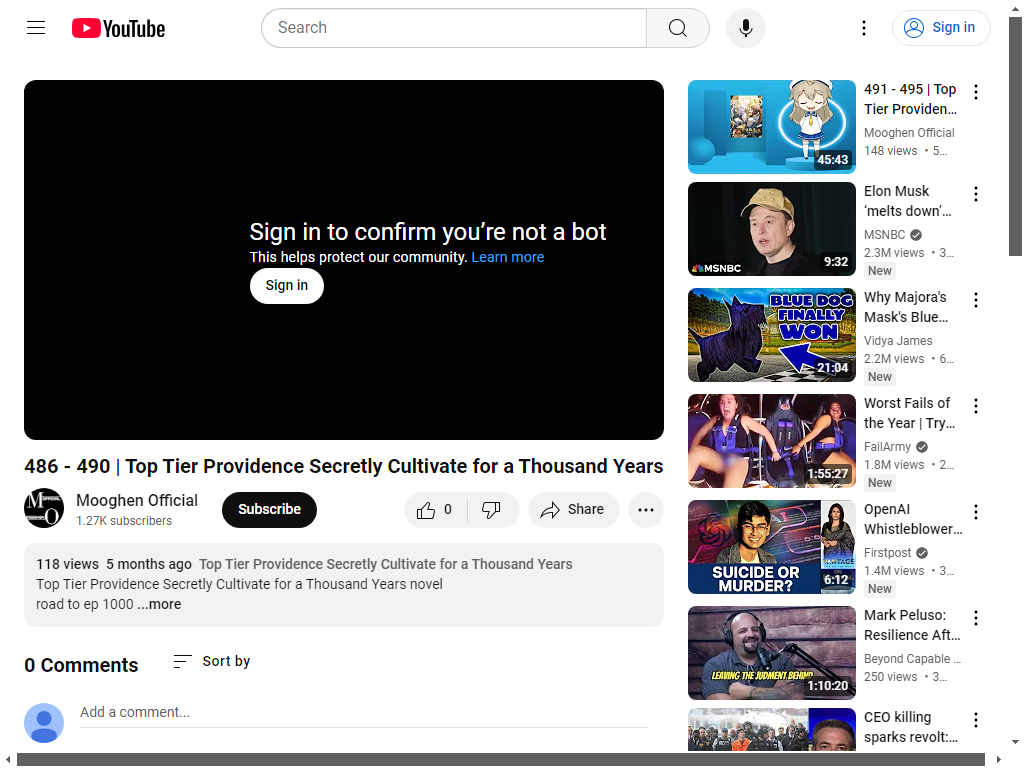 YouTube
Search
Sign in
Sign in to confirm you're not a bot
This helps protect our community. Learn more
Sign in
486 - 490 | Top Tier Providence Secretly Cultivate for a Thousand Years
Mooghen Official
1.27K subscribers
Subscribe
0
Share
118 views 5 months ago Top Tier Providence Secretly Cultivate for a Thousand Years
Top Tier Providence Secretly Cultivate for a Thousand Years novel
road to ep 1000 ...more
0 Comments
Sort by
Add a comment...
45:43
491 - 495 | Top
Tier Providen...
Mooghen Official
148 views • 5...
MSNBC
9:32
Elon Musk
‘melts down’...
MSNBC
2.3M views • 3...
New
BLUE DOG
FINALLY
WON
21:04
Why Majora's
Mask's Blue...
Vidya James
2.2M views • 6...
New
1:55:27
Worst Fails of
the Year | Try...
FailArmy
1.8M views • 2...
New
SUICIDE OR
MURDER?
6:12
OpenAI
Whistleblower...
Firstpost
1.4M views • 3...
New
LEAVING THE JUDGMENT BEHIND
1:10:20
Mark Peluso:
Resilience Aft...
Beyond Capable ...
250 views • 3...
CEO killing
sparks revolt:...